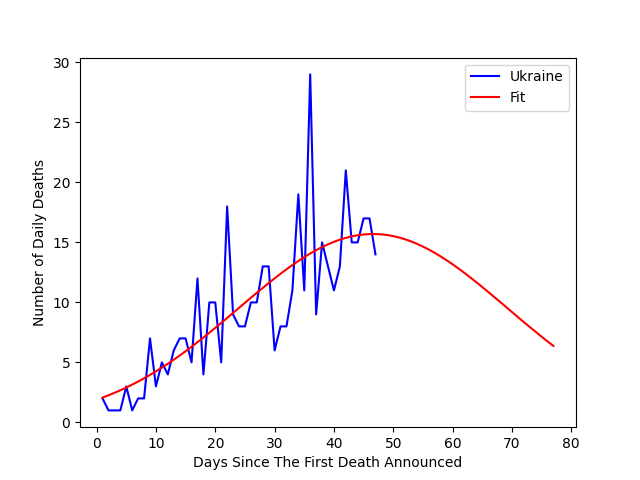 30
25
20
15
10
5
0
0 10 20 30 40 50 60 70 80
Number of Daily Deaths
Days Since The First Death Announced
Ukraine
Fit